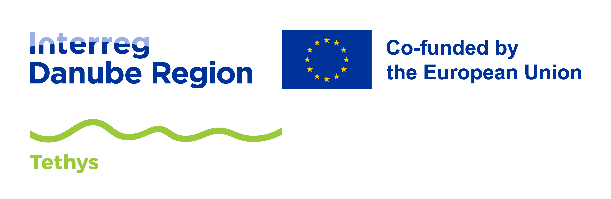 Interreg
Danube Region
Co-funded by
the European Union
Tethys